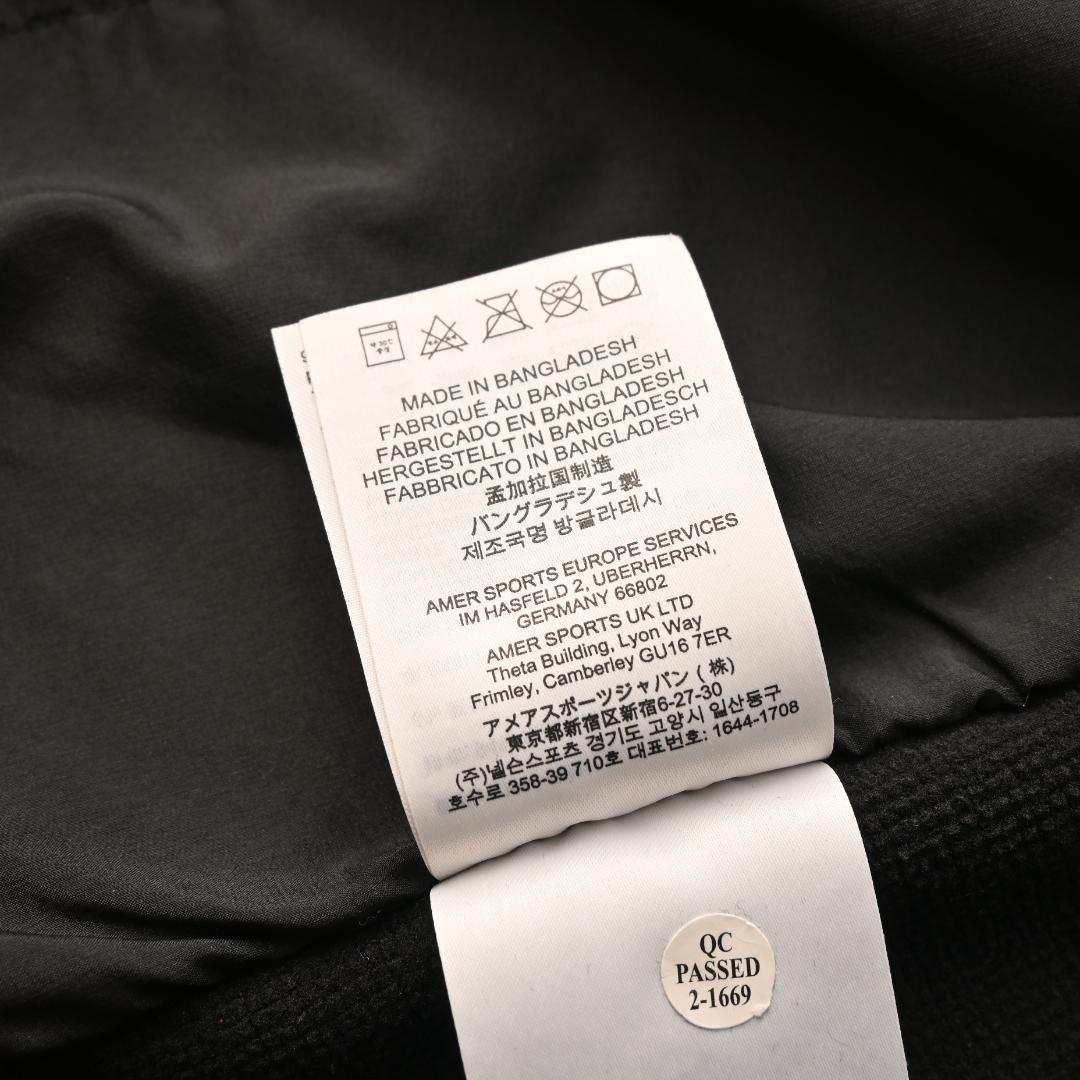 MADE IN BANGLADESH
FABRIQUÉ AU BANGLADESH
FABRICADO EN BANGLADESH
HERGESTELLT IN BANGLADESCH
FABBRICATO IN BANGLADESH
孟加拉国制造
バングラデシュ製
제조국명 방글라데시
AMER SPORTS EUROPE SERVICES
IM HASFELD 2, UBERHERRN,
GERMANY 66802
AMER SPORTS UK LTD
Theta Building, Lyon Way
Frimley, Camberley GU16 7ER
アメアスポーツジャパン (株)
東京都新宿区新宿6-27-30
(주)넬슨스포츠 경기도 고양시 일산동구
호수로 358-39 710호 대표번호: 1644-1708
QC
PASSED
2-1669